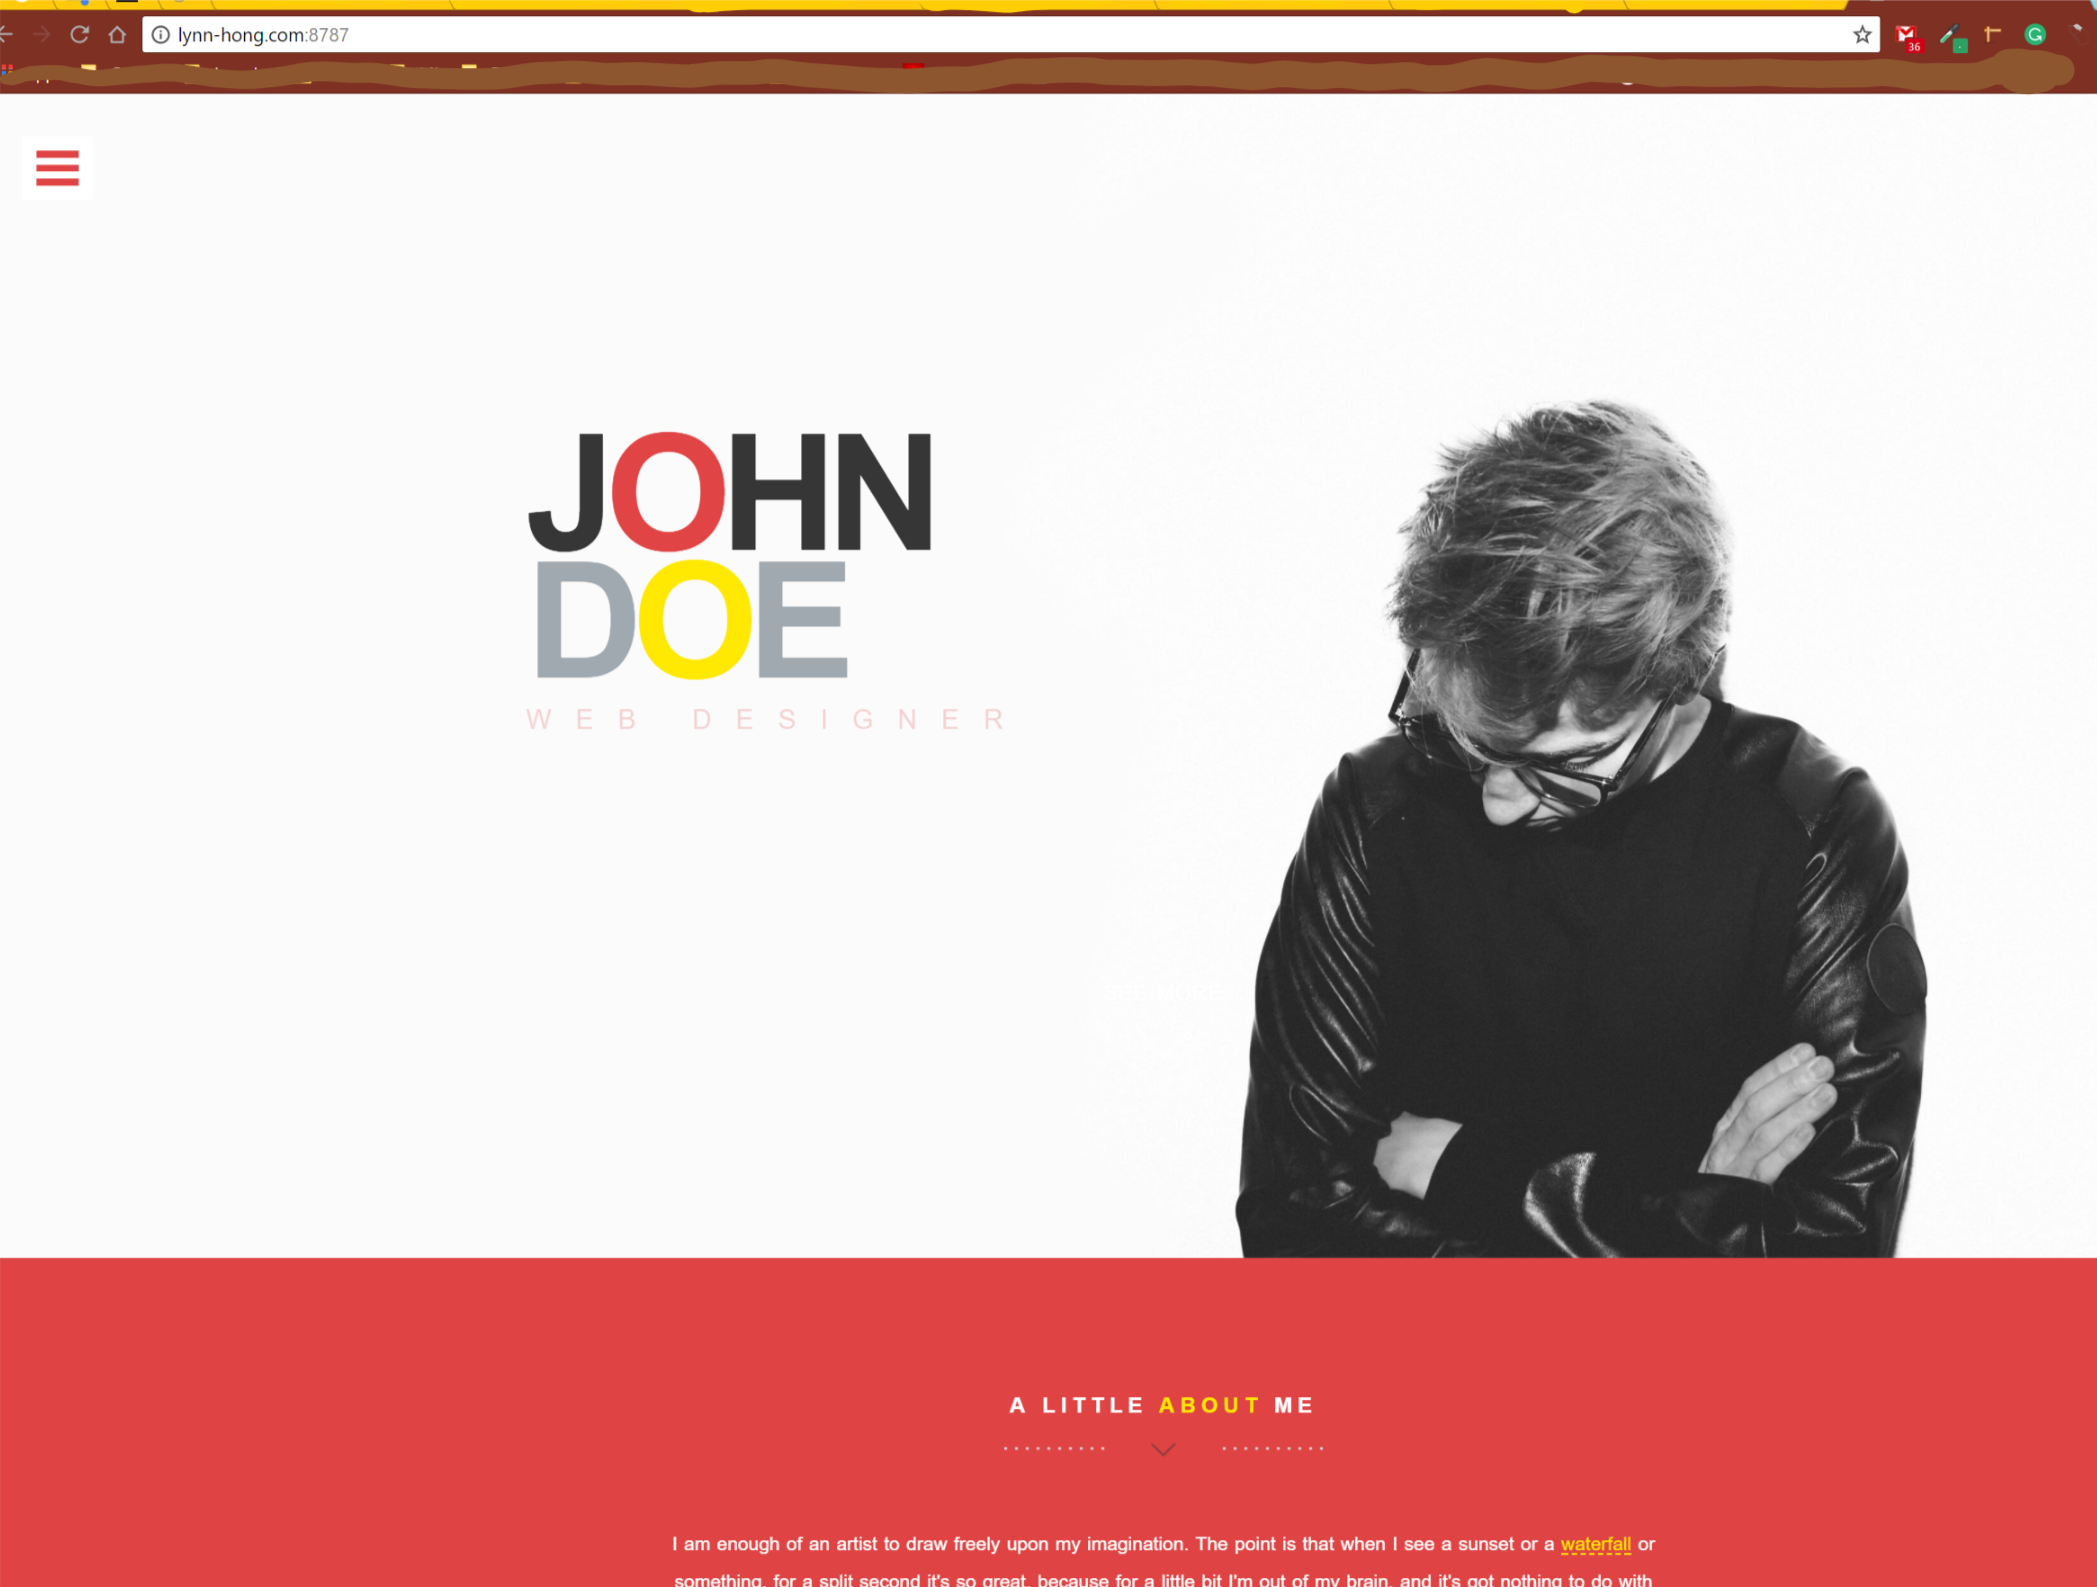 lynn-hong.com:8787
36
JOHN
DOE
WEB DESIGNER
A LITTLE ABOUT ME
I am enough of an artist to draw freely upon my imagination. The point is that when I see a sunset or a waterfall or
something, for a split second it's so great, because for a little bit I'm out of my brain, and it's got nothing to do with